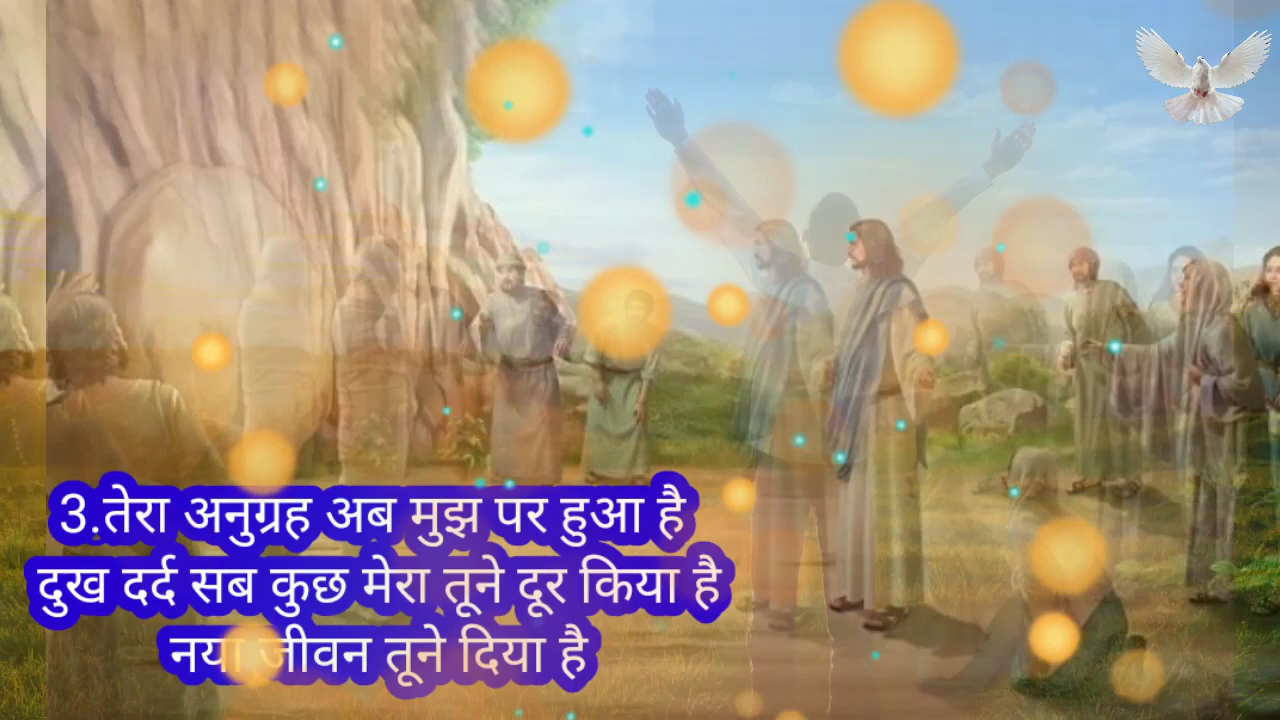 3.तेरा अनुग्रह अब मुझ पर हुआ है
दुख दर्द सब कुछ मेरा तूने दूर किया है
नया जीवन तूने दिया है